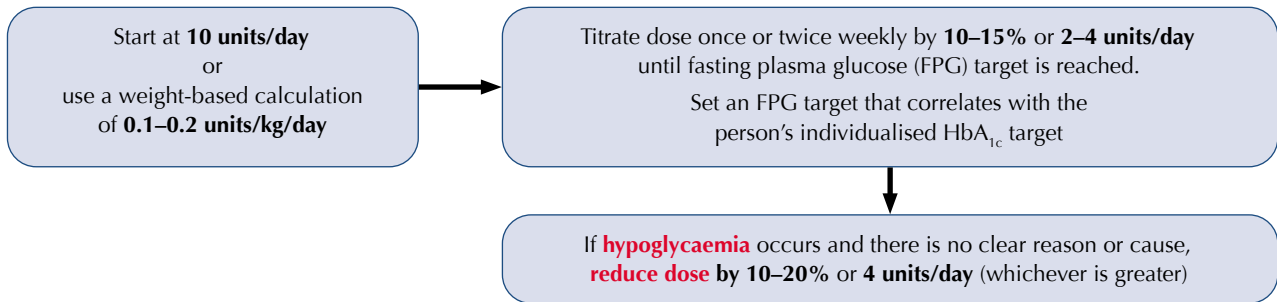 Start at 10 units/day
or
use a weight-based calculation
of 0.1–0.2 units/kg/day
Titrate dose once or twice weekly by 10–15% or 2–4 units/day
until fasting plasma glucose (FPG) target is reached.
Set an FPG target that correlates with the
person’s individualised HbA1c target
If hypoglycaemia occurs and there is no clear reason or cause,
reduce dose by 10–20% or 4 units/day (whichever is greater)